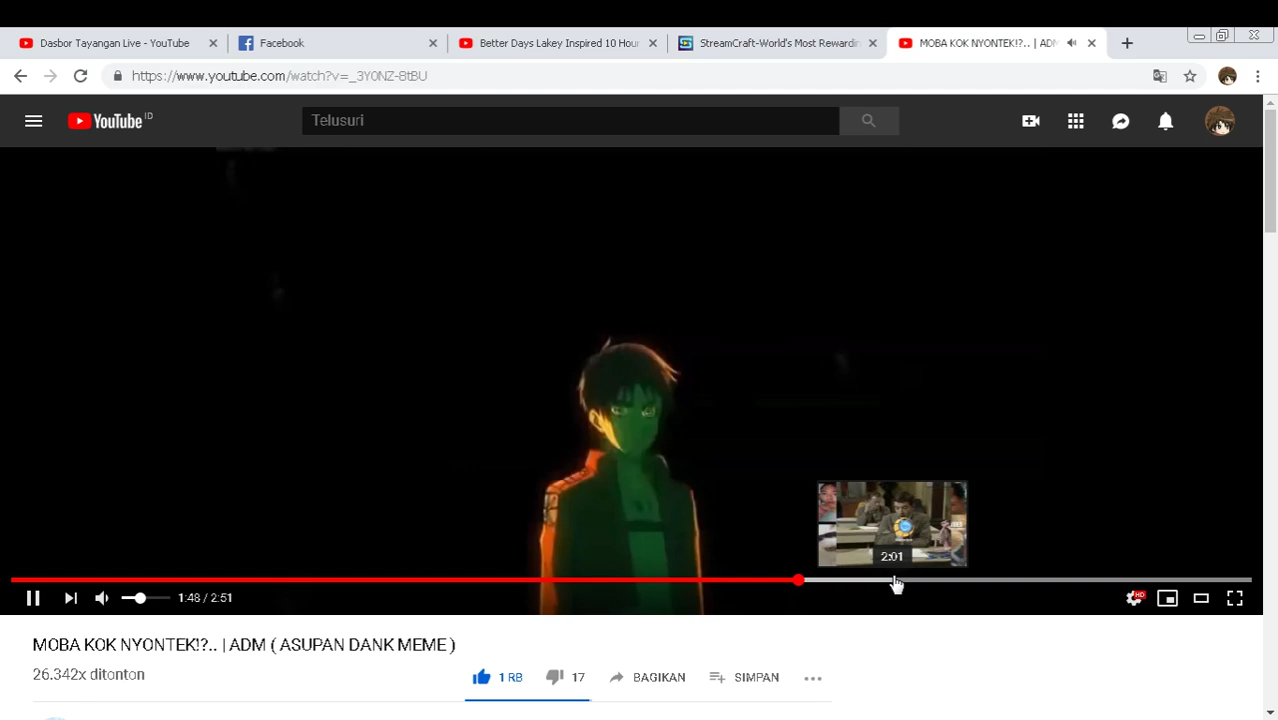 Dasbor Tayangan Live - YouTube
Facebook
Better Days Lakey Inspired 10 Hour
StreamCraft-World's Most Rewardin
MOBA KOK NYONTEK!?.. | ADM
https://www.youtube.com/watch?v=_3Y0NZ-8tBU
YouTube ID
Telusuri
2:01
HD
1:48 / 2:51
MOBA KOK NYONTEK!?.. | ADM ( ASUPAN DANK MEME )
26.342x ditonton
1 RB
17
BAGIKAN
SIMPAN